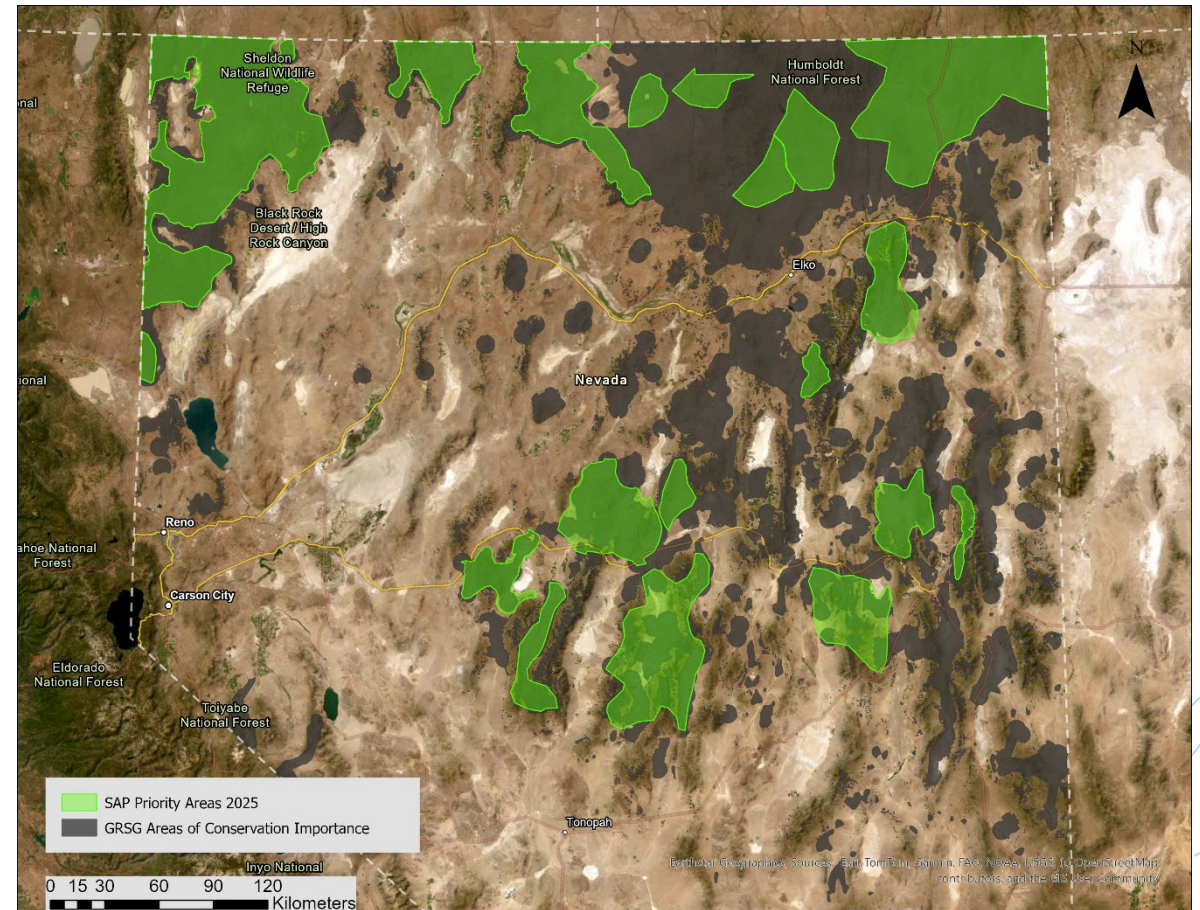 Sheldon
National Wildlife
Refuge
Humboldt
National Forest
N
onal
Black Rock
Desert / High
Rock Canyon
Elko
Nevada
ional
Reno
ahoe National
Forest
Carson City
Eldorado
National Forest
Toiyabe
National Forest
SAP Priority Areas 2025
GRSG Areas of Conservation Importance
Tonopah
Inyo National
Earthstar Geographics, Sources: Esri, TomTom, Garmin, FAO, NOAA, USGS, (c) OpenStreetMap
contributors, and the GIS User Community
0 15 30 60 90 120
Kilometers